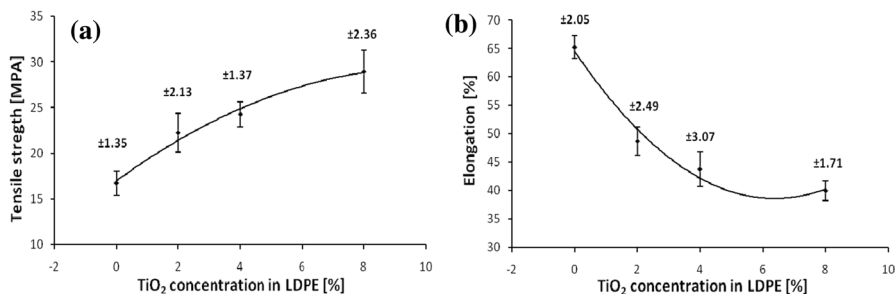 (a)
Tensile stregth [MPA]
35
30
25
20
15
10
±1.35
±2.13
±1.37
±2.36
-2 0 2 4 6 8 10
TiO2 concentration in LDPE [%]
(b)
Elongation [%]
70
65
60
55
50
45
40
35
30
±2.05
±2.49
±3.07
±1.71
-2 0 2 4 6 8 10
TiO2 concentration in LDPE [%]